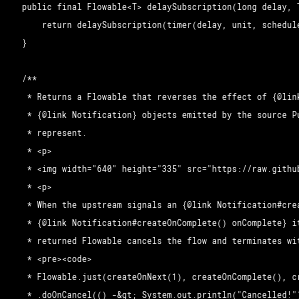 public final Flowable<T> delaySubscription(long delay,
return delaySubscription(timer(delay, unit, schedule
}
/**
* Returns a Flowable that reverses the effect of {@link
* {@link Notification} objects emitted by the source Pu
* represent.
* <p>
* <img width="640" height="335" src="https://raw.github
* <p>
* When the upstream signals an {@link Notification#crea
* {@link Notification#createOnComplete() onComplete} it
* returned Flowable cancels the flow and terminates wit
* <pre><code>
* Flowable.just(createOnNext(1), createOnComplete(), cr
* .doOnCancel(() -&gt; System.out.println("Cancelled!"